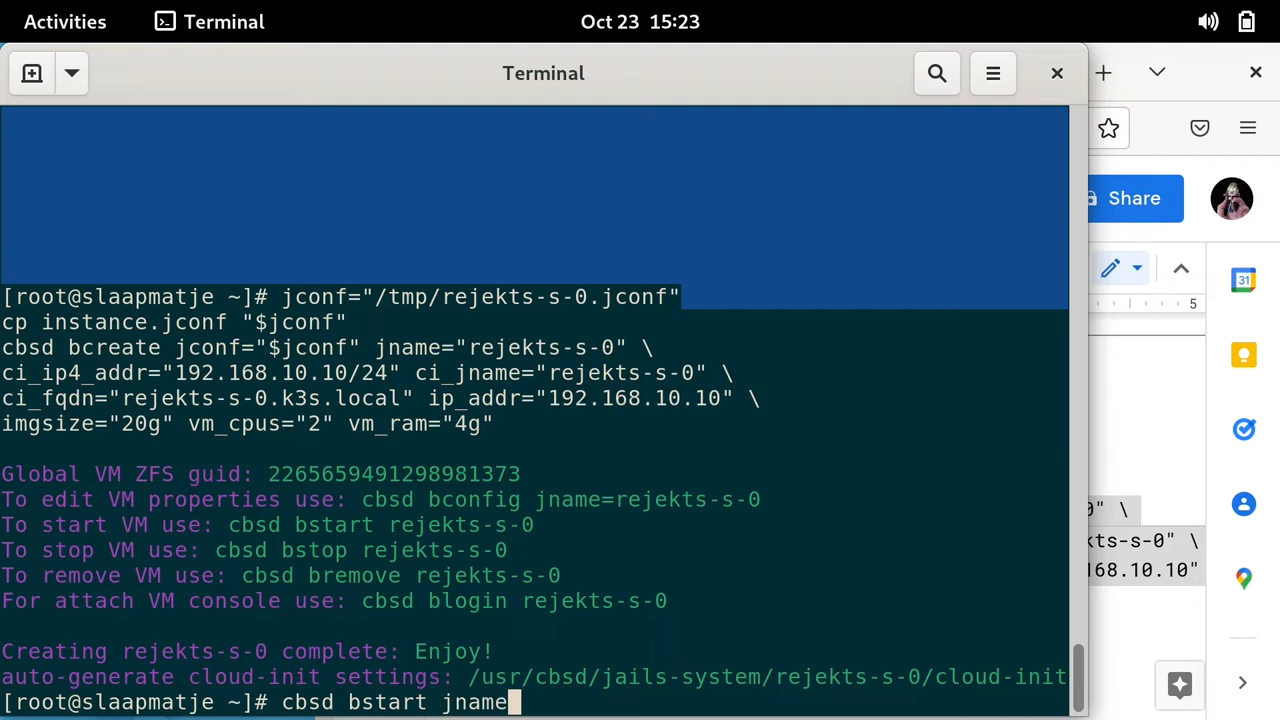 Activities Terminal Oct 23 15:23
Terminal
Share
31
5
[root@slaapmatje ~]# jconf="/tmp/rejekts-s-0.jconf"
cp instance.jconf "$jconf"
cbsd bcreate jconf="$jconf" jname="rejekts-s-0" \
ci_ip4_addr="192.168.10.10/24" ci_jname="rejekts-s-0" \
ci_fqdn="rejekts-s-0.k3s.local" ip_addr="192.168.10.10" \
imgsize="20g" vm_cpus="2" vm_ram="4g"
Global VM ZFS guid: 2265659491298981373
To edit VM properties use: cbsd bconfig jname=rejekts-s-0
To start VM use: cbsd bstart rejekts-s-0
To stop VM use: cbsd bstop rejekts-s-0
To remove VM use: cbsd bremove rejekts-s-0
For attach VM console use: cbsd blogin rejekts-s-0
Creating rejekts-s-0 complete: Enjoy!
auto-generate cloud-init settings: /usr/cbsd/jails-system/rejekts-s-0/cloud-init
[root@slaapmatje ~]# cbsd bstart jname
0" \
kts-s-0" \
168.10.10"